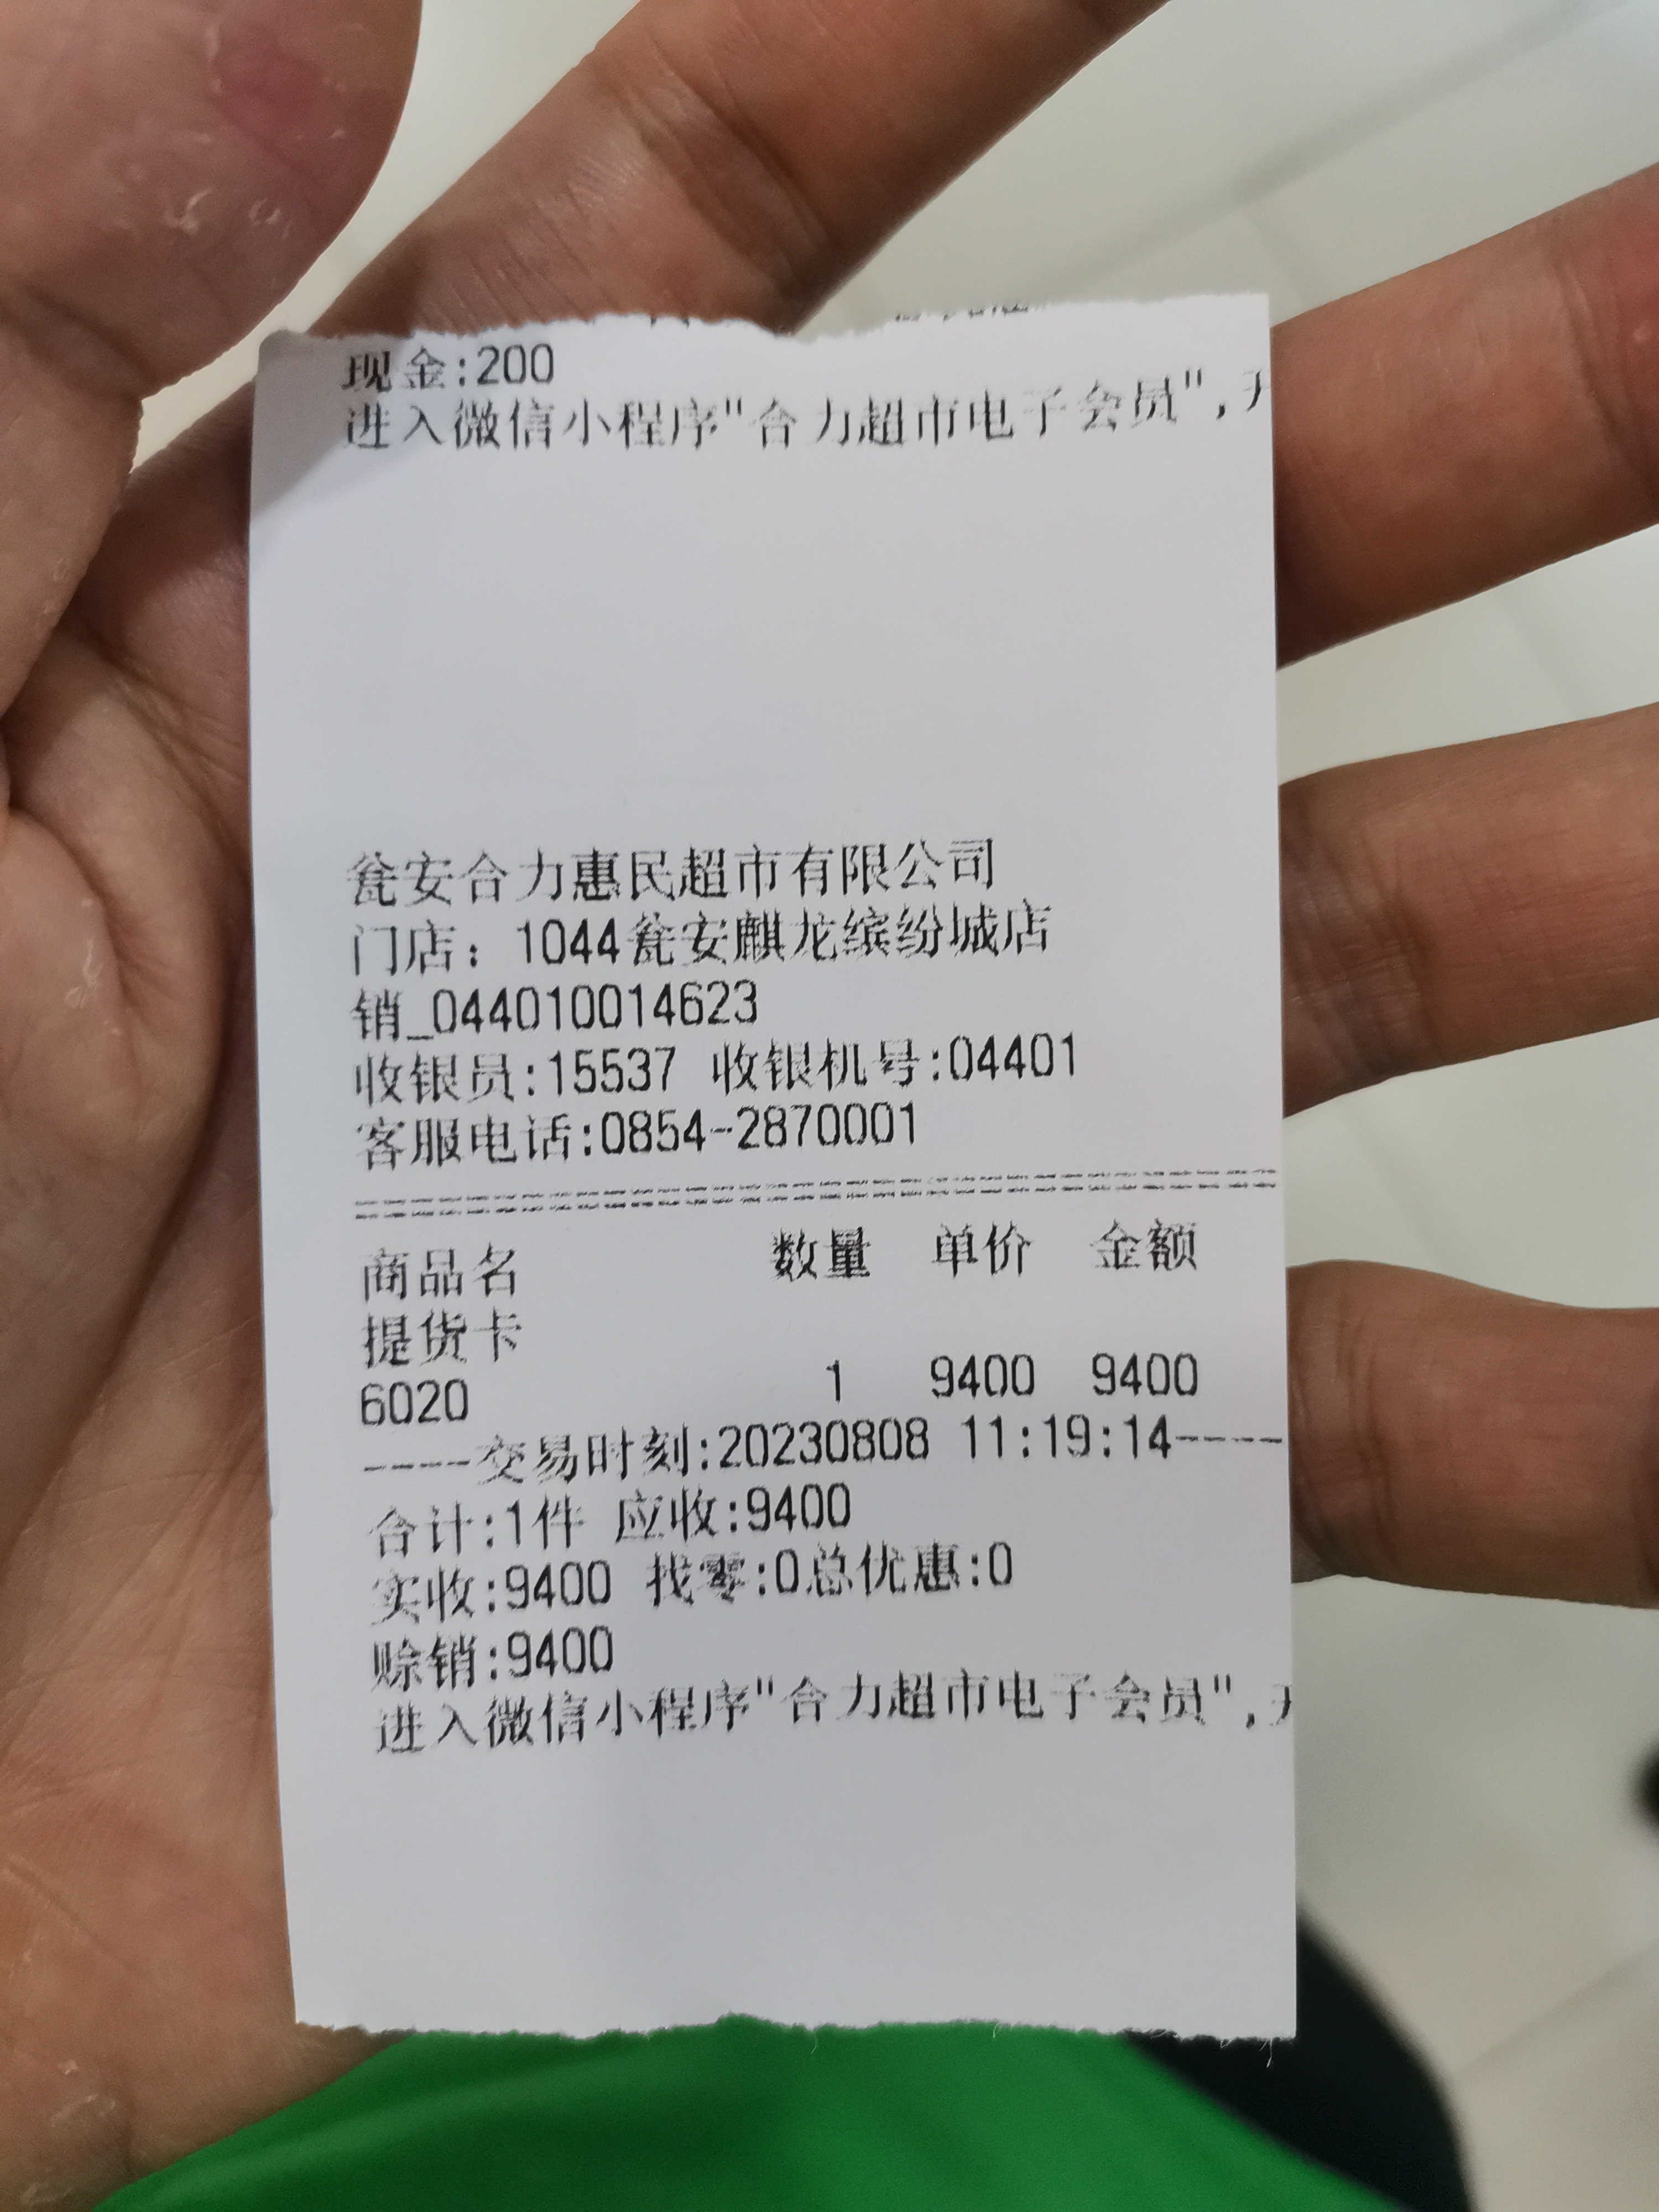 现金:200
进入微信小程序"合力超市电子会员",
瓮安合力惠民超市有限公司
门店：1044瓮安麒龙缤纷城店
销_044010014623
收银员:15537 收银机号:04401
客服电话:0854-2870001
================================
商品名 数量 单价 金额
提货卡
6020 1 9400 9400
----交易时刻:20230808 11:19:14----
合计:1件 应收:9400
实收:9400 找零:0总优惠:0
赊销:9400
进入微信小程序"合力超市电子会员",